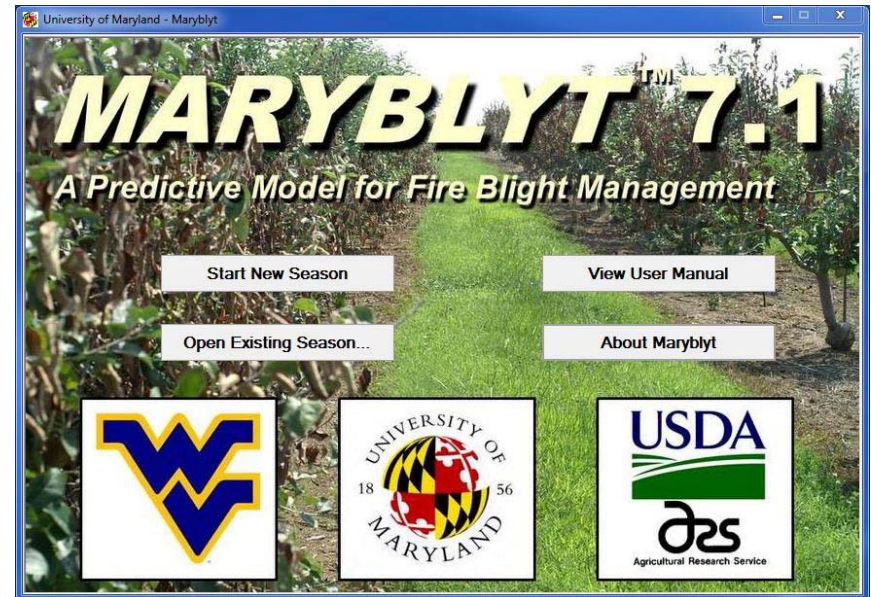 University of Maryland - Maryblyt
MARYBLYT™ 7.1
A Predictive Model for Fire Blight Management
Start New Season
View User Manual
Open Existing Season...
About Maryblyt
WV
UNIVERSITY OF
18 56
MARYLAND
USDA
ars
Agricultural Research Service